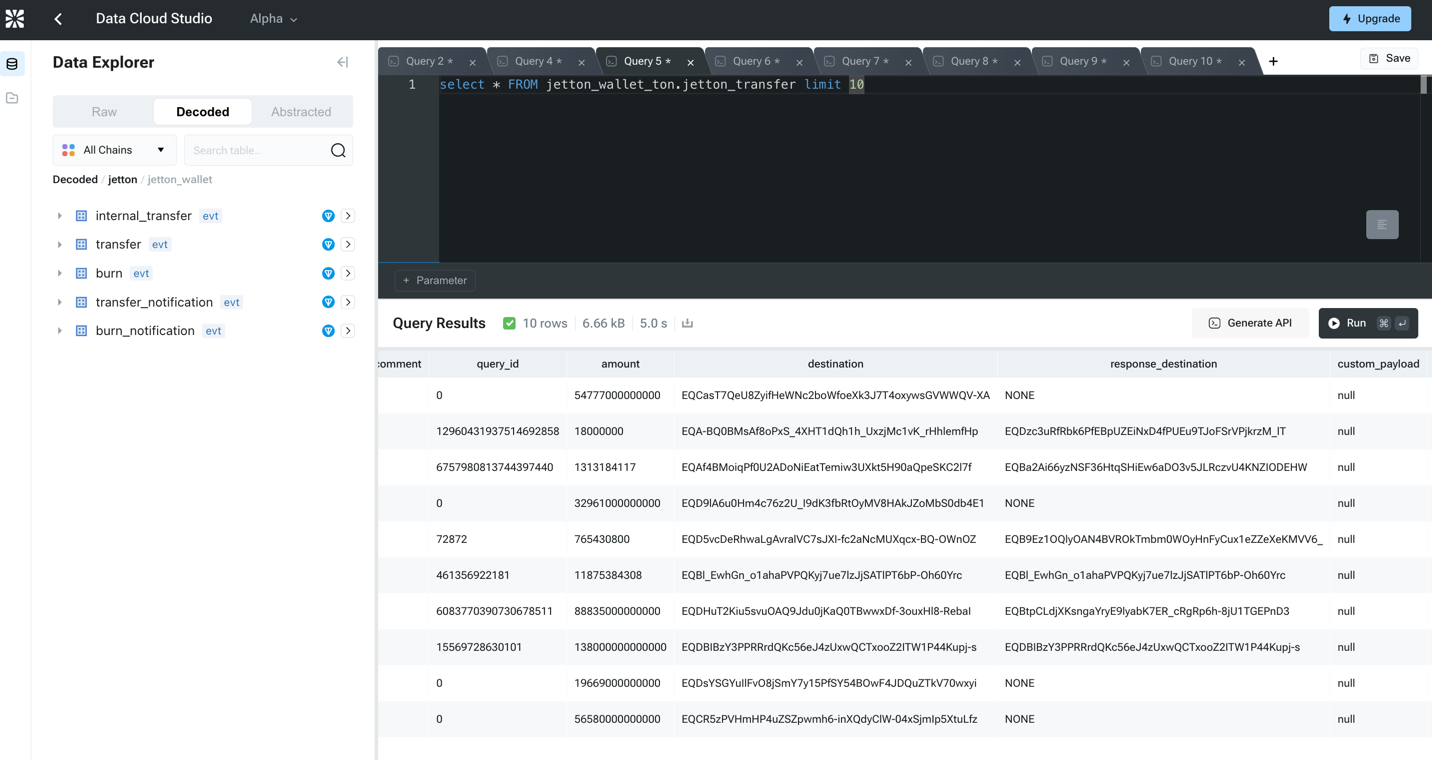 Data Cloud Studio Alpha Upgrade
Data Explorer
Raw Decoded Abstracted
All Chains Search table...
Decoded / jetton / jetton_wallet
internal_transfer evt
transfer evt
burn evt
transfer_notification evt
burn_notification evt
Query 2 * Query 4 * Query 5 * Query 6 * Query 7 * Query 8 * Query 9 * Query 10 * + Save
1 select * FROM jetton_wallet_ton.jetton_transfer limit 10
+ Parameter
Query Results 10 rows 6.66 kB 5.0 s Generate API Run ⌘ ↵
comment query_id amount destination response_destination custom_payload
0 54777000000000 EQCasT7QeU8ZyifHeWNc2boWfoeXk3J7T4oxywsGVWWQV-XA NONE null
12960431937514692858 18000000 EQA-BQ0BMsAf8oPxS_4XHT1dQh1h_UxzjMc1vK_rHhlemfHp EQDzc3uRfRbk6PfEBpUZEiNxD4fPUEu9TJoFSrVPjkrzM_lT null
6757980813744397440 1313184117 EQAf4BMoiqPf0U2ADoNiEatTemiw3UXkt5H90aQpeSKC2l7f EQBa2Ai66yzNSF36HtqSHiEw6aDO3v5JLRczvU4KNZIODEHW null
0 32961000000000 EQD9lA6u0Hm4c76z2U_I9dK3fbRtOyMV8HAkJZoMbS0db4E1 NONE null
72872 765430800 EQD5vcDeRhwaLgAvralVC7sJXI-fc2aNcMUXqcx-BQ-OWnOZ EQB9Ez1OQlyOAN4BVROkTmbm0WOyHnFyCux1eZZeXeKMVV6_ null
461356922181 11875384308 EQBl_EwhGn_o1ahaPVPQKyj7ue7lzJjSATlPT6bP-Oh60Yrc EQBl_EwhGn_o1ahaPVPQKyj7ue7lzJjSATlPT6bP-Oh60Yrc null
6083770390730678511 88835000000000 EQDHuT2Kiu5svuOAQ9Jdu0jKaQ0TBwwxDf-3ouxHl8-Rebal EQBtpCLdjXKsngaYryE9lyabK7ER_cRgRp6h-8jU1TGEPnD3 null
15569728630101 138000000000000 EQDBIBzY3PPRRrdQKc56eJ4zUxwQCTxooZ2ITW1P44Kupj-s EQDBIBzY3PPRRrdQKc56eJ4zUxwQCTxooZ2ITW1P44Kupj-s null
0 19669000000000 EQDsYSGYuIlFvO8jSmY7y15PfSY54BOwF4JDQuZTkV70wxyi NONE null
0 56580000000000 EQCR5zPVHmHP4uZSZpwmh6-inXQdyClW-04xSjmIp5XtuLfz NONE null